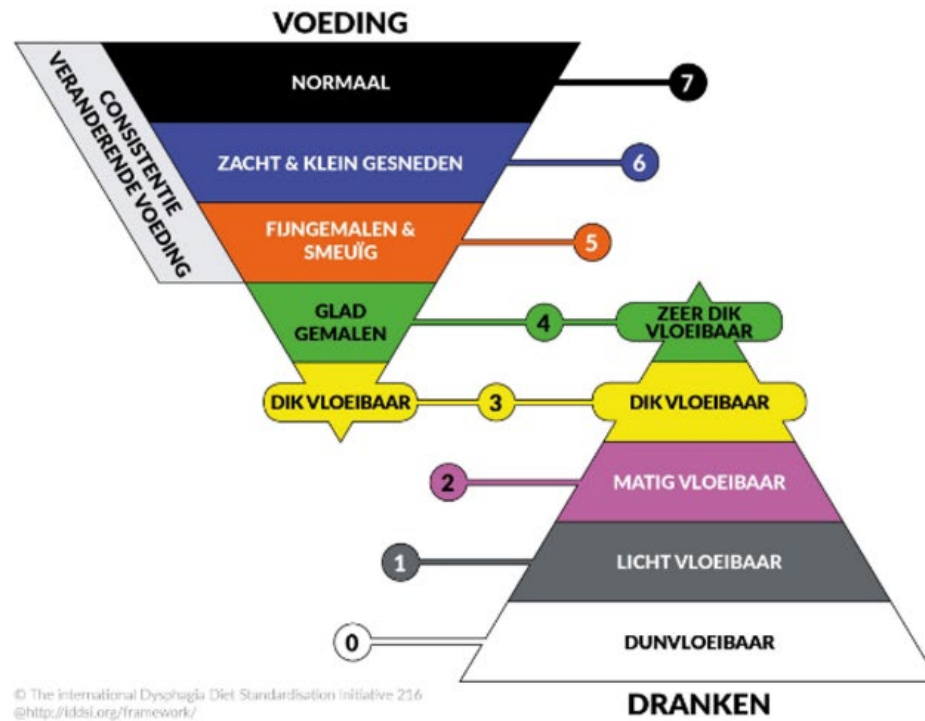 VOEDING
CONSISTENTIE
VERANDERENDE VOEDING
NORMAAL
7
ZACHT & KLEIN GESNEDEN
6
FIJNGEMALEN &
SMEUÏG
5
GLAD
GEMALEN
4
ZEER DIK
VLOEIBAAR
DIK VLOEIBAAR
3
DIK VLOEIBAAR
2
MATIG VLOEIBAAR
1
LICHT VLOEIBAAR
0
DUNVLOEIBAAR
DRANKEN
© The international Dysphagia Diet Standardisation Initiative 216
@http://iddsi.org/framework/